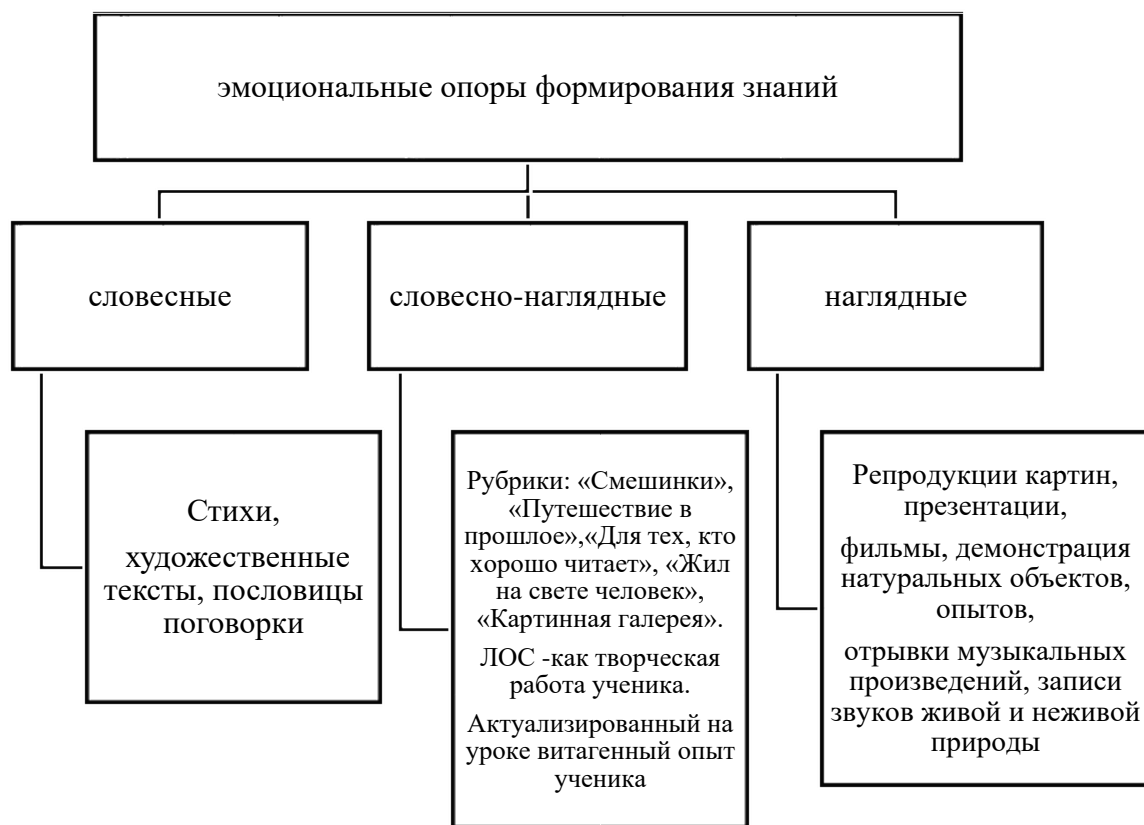 эмоциональные опоры формирования знаний
словесные
словесно-наглядные
наглядные
Стихи,
художественные
тексты, пословицы
поговорки
Рубрики: «Смешинки»,
«Путешествие в
прошлое»,«Для тех, кто
хорошо читает», «Жил
на свете человек»,
«Картинная галерея».
ЛОС -как творческая
работа ученика.
Актуализированный на
уроке витагенный опыт
ученика
Репродукции картин,
презентации,
фильмы, демонстрация
натуральных объектов,
опытов,
отрывки музыкальных
произведений, записи
звуков живой и неживой
природы